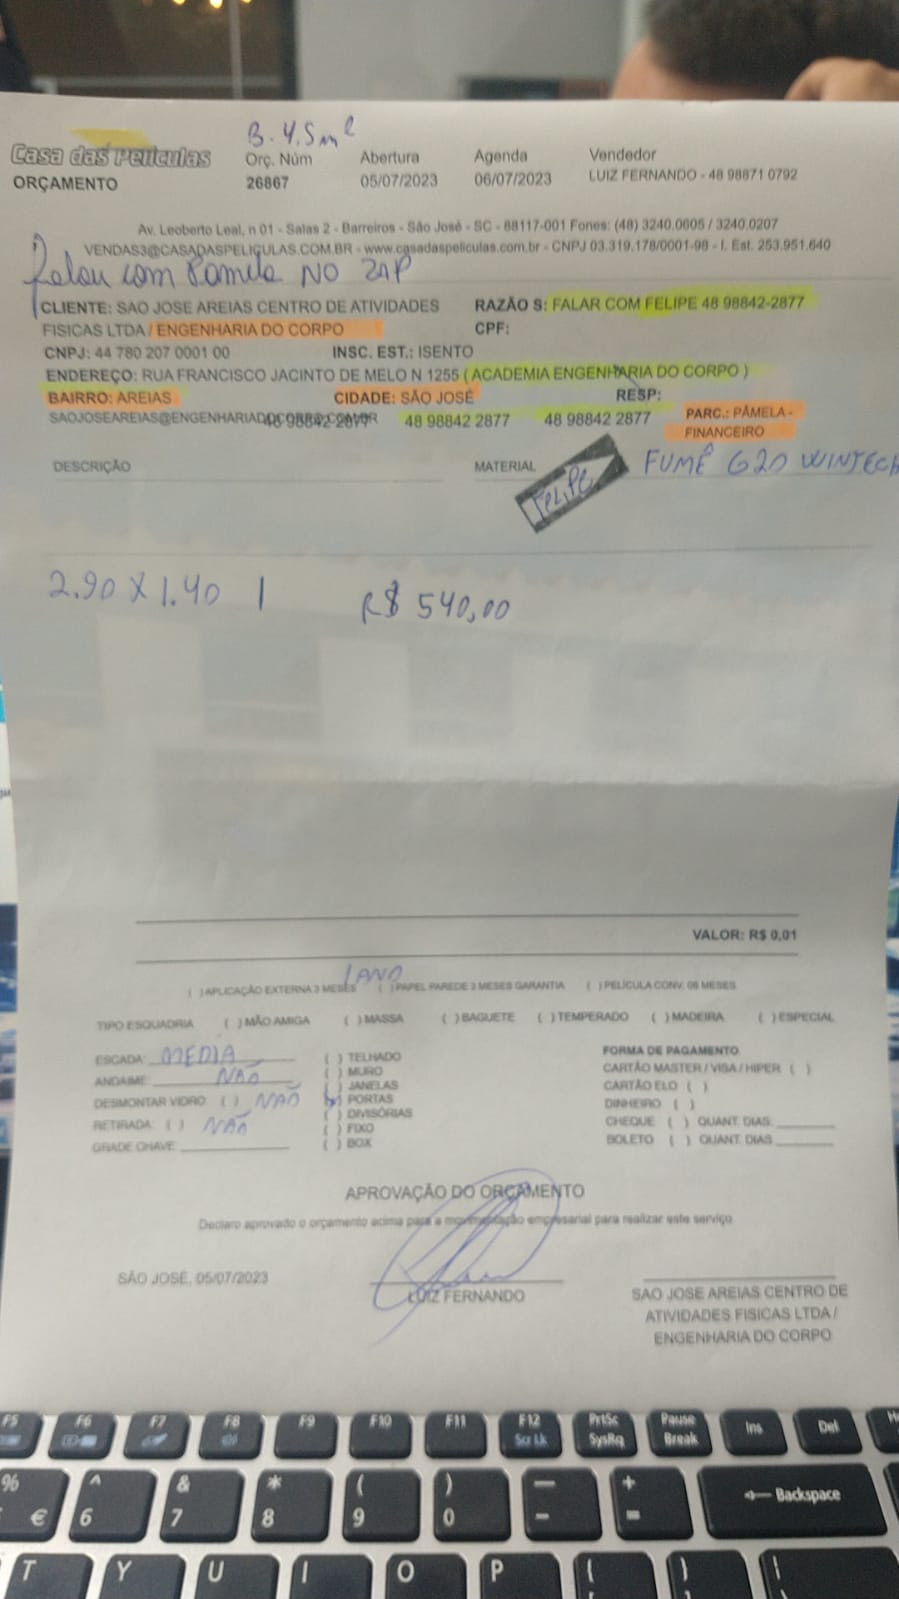 B. 4.5m²
Casa das Películas
ORÇAMENTO
Orç. Núm
26867
Abertura
05/07/2023
Agenda
06/07/2023
Vendedor
LUIZ FERNANDO - 48 98871 0792
Av. Leoberto Leal, n 01 - Salas 2 - Barreiros - São José - SC - 88117-001 Fones: (48) 3240.0605 / 3240.0207
VENDAS3@CASADASPELICULAS.COM.BR - www.casadaspeliculas.com.br - CNPJ 03.319.178/0001-98 - I. Est. 253.951.640
Falou com Pamela NO ZAP
CLIENTE: SAO JOSE AREIAS CENTRO DE ATIVIDADES
FISICAS LTDA / ENGENHARIA DO CORPO
RAZÃO S: FALAR COM FELIPE 48 98842-2877
CPF:
CNPJ: 44 780 207 0001 00 INSC. EST.: ISENTO
ENDEREÇO: RUA FRANCISCO JACINTO DE MELO N 1255 ( ACADEMIA ENGENHARIA DO CORPO )
BAIRRO: AREIAS CIDADE: SÃO JOSÉ RESP:
48 98842 2877 48 98842 2877 48 98842 2877
PARC.: PÂMELA -
FINANCEIRO
DESCRIÇÃO
MATERIAL
FELIPE
FUMÊ G20 WINTECH
2.90 X 1.40 1 R$ 540,00
VALOR: R$ 0,01
1 ANO
( ) APLICAÇÃO EXTERNA 3 MESES ( ) PAPEL PAREDE 3 MESES GARANTIA ( ) PELÍCULA CONV. 06 MESES
TIPO ESQUADRIA ( ) MÃO AMIGA ( ) MASSA ( ) BAGUETE ( ) TEMPERADO ( ) MADEIRA ( ) ESPECIAL
ESCADA: MEDIA
ANDAIME: NÃO
DESMONTAR VIDRO: ( ) NÃO
RETIRADA: ( ) NÃO
GRADE CHAVE:
( ) TELHADO
( ) MURO
( ) JANELAS
(x) PORTAS
( ) DIVISÓRIAS
( ) FIXO
( ) BOX
FORMA DE PAGAMENTO
CARTÃO MASTER / VISA / HIPER ( )
CARTÃO ELO ( )
DINHEIRO ( )
CHEQUE ( ) QUANT. DIAS:
BOLETO ( ) QUANT. DIAS
APROVAÇÃO DO ORÇAMENTO
Declaro aprovado o orçamento acima para a movimentação empresarial para realizar este serviço
SÃO JOSÉ, 05/07/2023
LUIZ FERNANDO
SAO JOSE AREIAS CENTRO DE
ATIVIDADES FISICAS LTDA /
ENGENHARIA DO CORPO
F5 F6 F7 F8 F9 F10 F11 F12 PrtSc Pause Ins Del
Scr Lk SysRq Break
% ^ & * ( ) — + Backspace
€ 6 7 8 9 0 - =
T Y U I O P [ ]